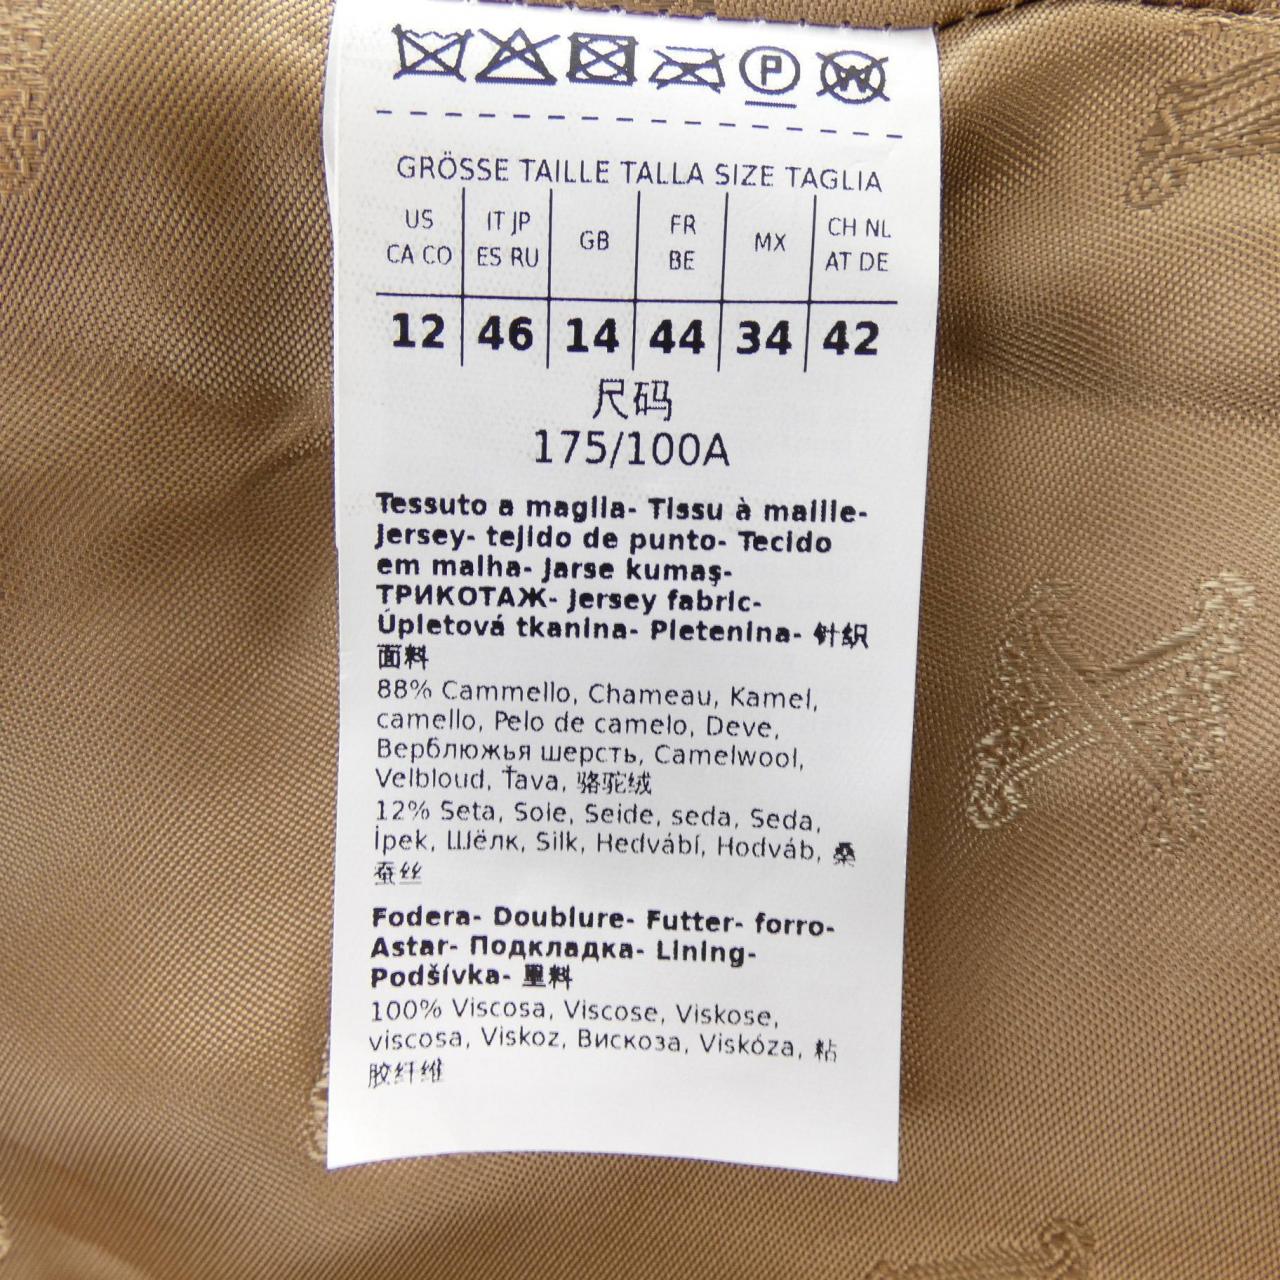 P W
GRÖSSE TAILLE TALLA SIZE TAGLIA
US IT JP GB FR MX CH NL
CA CO ES RU BE AT DE
12 46 14 44 34 42
尺码
175/100A
Tessuto a maglia- Tissu à maille-
Jersey- tejido de punto- Tecido
em malha- Jarse kumaş-
ТРИКОТАЖ- Jersey fabric-
Úpletová tkanina- Pletenina- 针织
面料
88% Cammello, Chameau, Kamel,
camello, Pelo de camelo, Deve,
Верблюжья шерсть, Camelwool,
Velbloud, Ťava, 骆驼绒
12% Seta, Soie, Seide, seda, Seda,
İpek, Шёлк, Silk, Hedvábí, Hodváb, 桑
蚕丝
Fodera- Doublure- Futter- forro-
Astar- Подкладка- Lining-
Podšívka- 里料
100% Viscosa, Viscose, Viskose,
viscosa, Viskoz, Вискоза, Viskóza, 粘
胶纤维